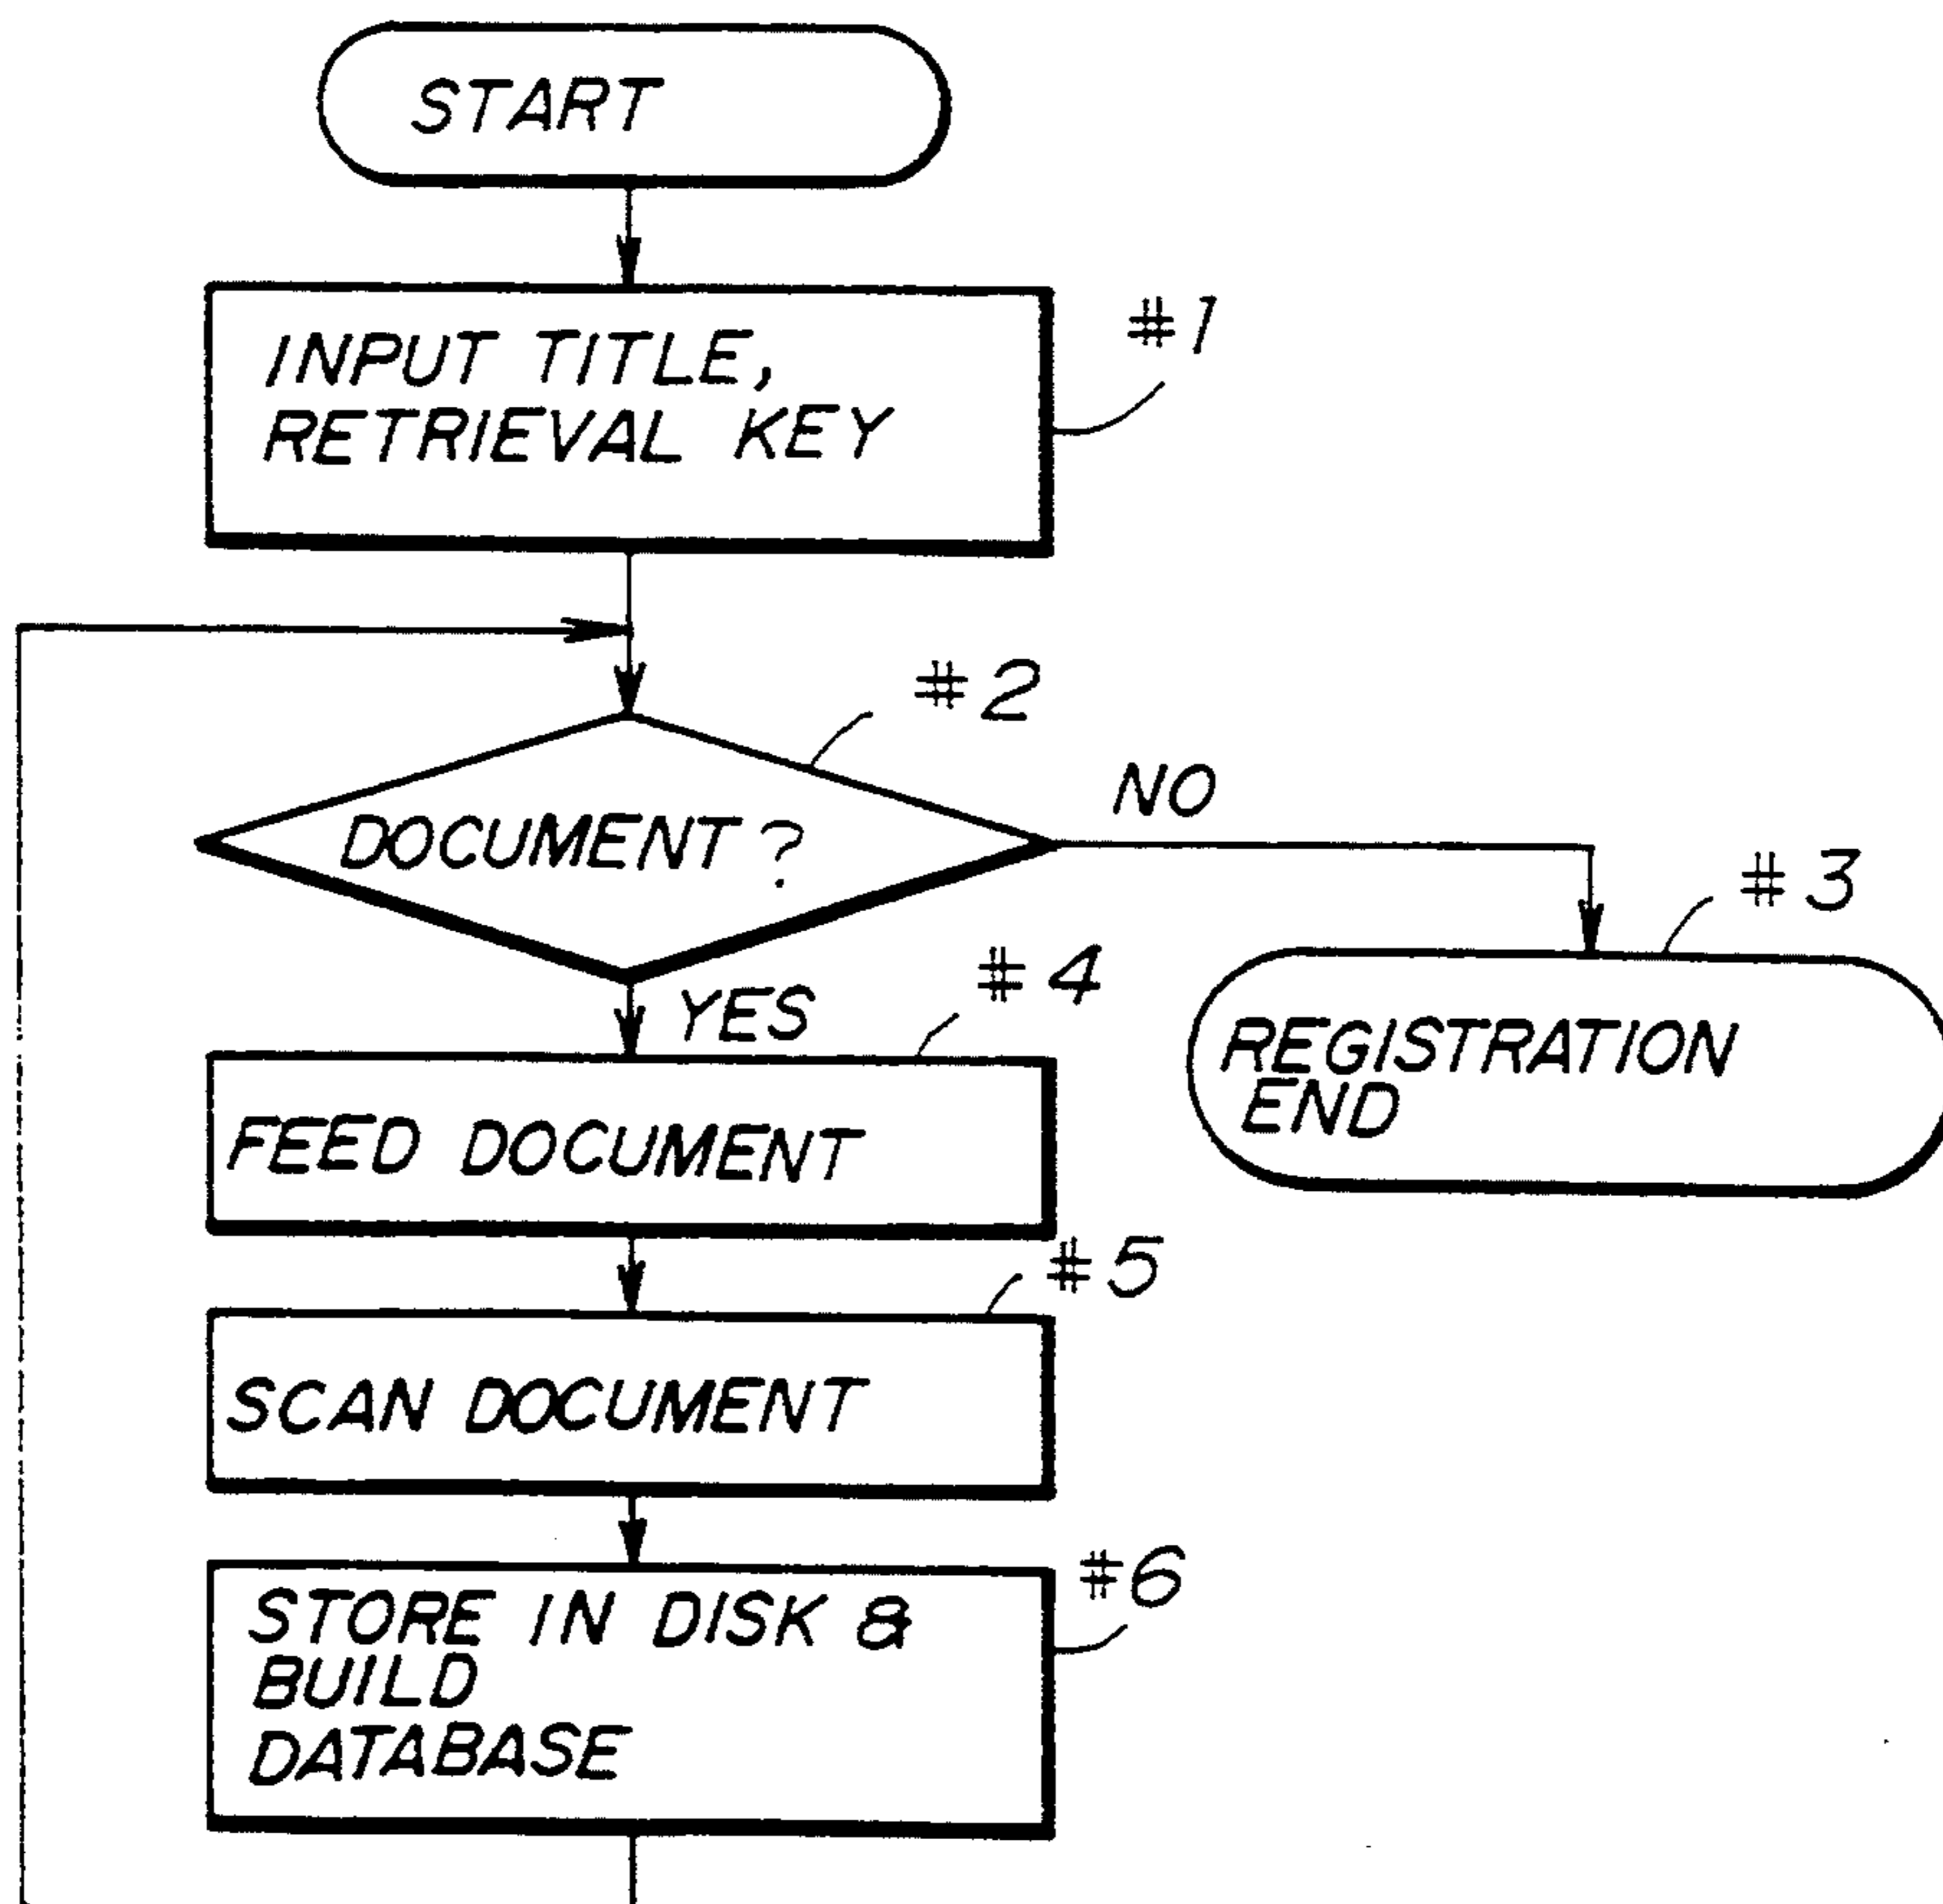 START
#1
INPUT TITLE,
RETRIEVAL KEY
#2
DOCUMENT?
NO
#3
REGISTRATION
END
YES
#4
FEED DOCUMENT
#5
SCAN DOCUMENT
#6
STORE IN DISK &
BUILD
DATABASE